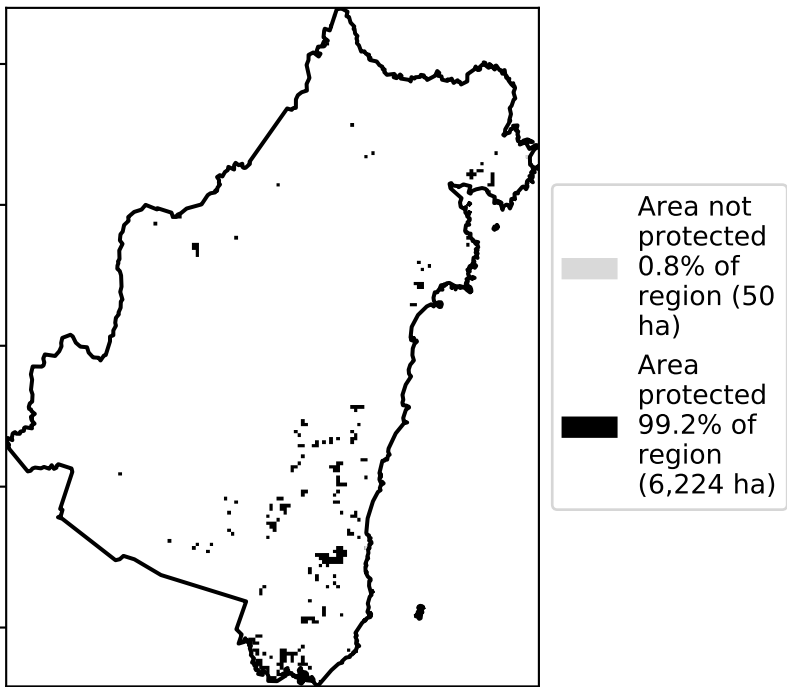 Area not
protected
0.8% of
region (50
ha)
Area
protected
99.2% of
region
(6,224 ha)